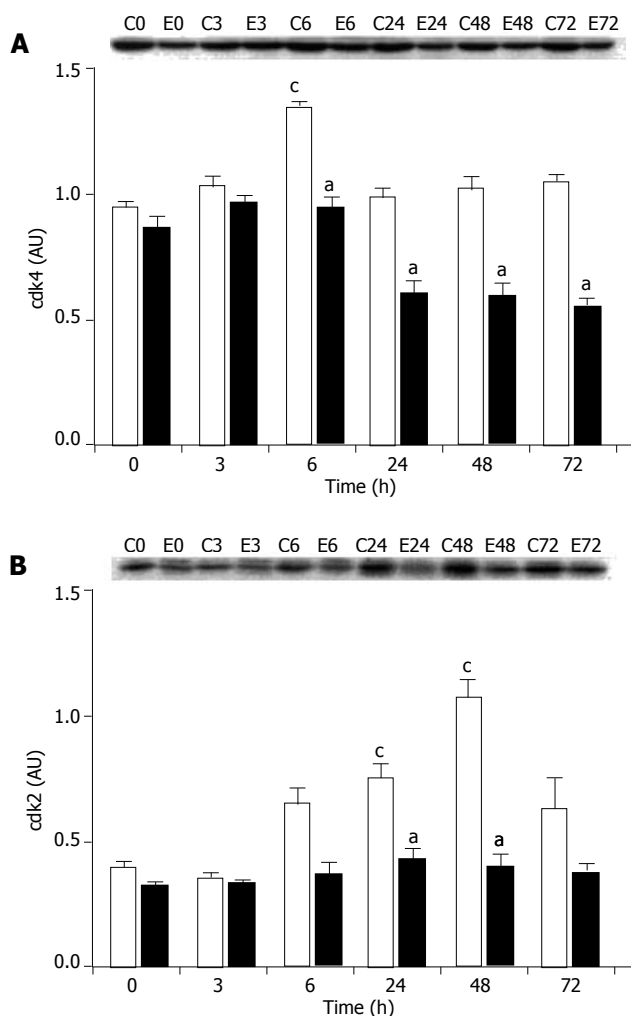 A
C0 E0 C3 E3 C6 E6 C24 E24 C48 E48 C72 E72
1.5
c
1.0
a
a
a
a
cdk4 (AU)
0.5
0.0
0 3 6 24 48 72
Time (h)
B
C0 E0 C3 E3 C6 E6 C24 E24 C48 E48 C72 E72
1.5
c
1.0
c
cdk2 (AU)
a
a
0.5
0.0
0 3 6 24 48 72
Time (h)